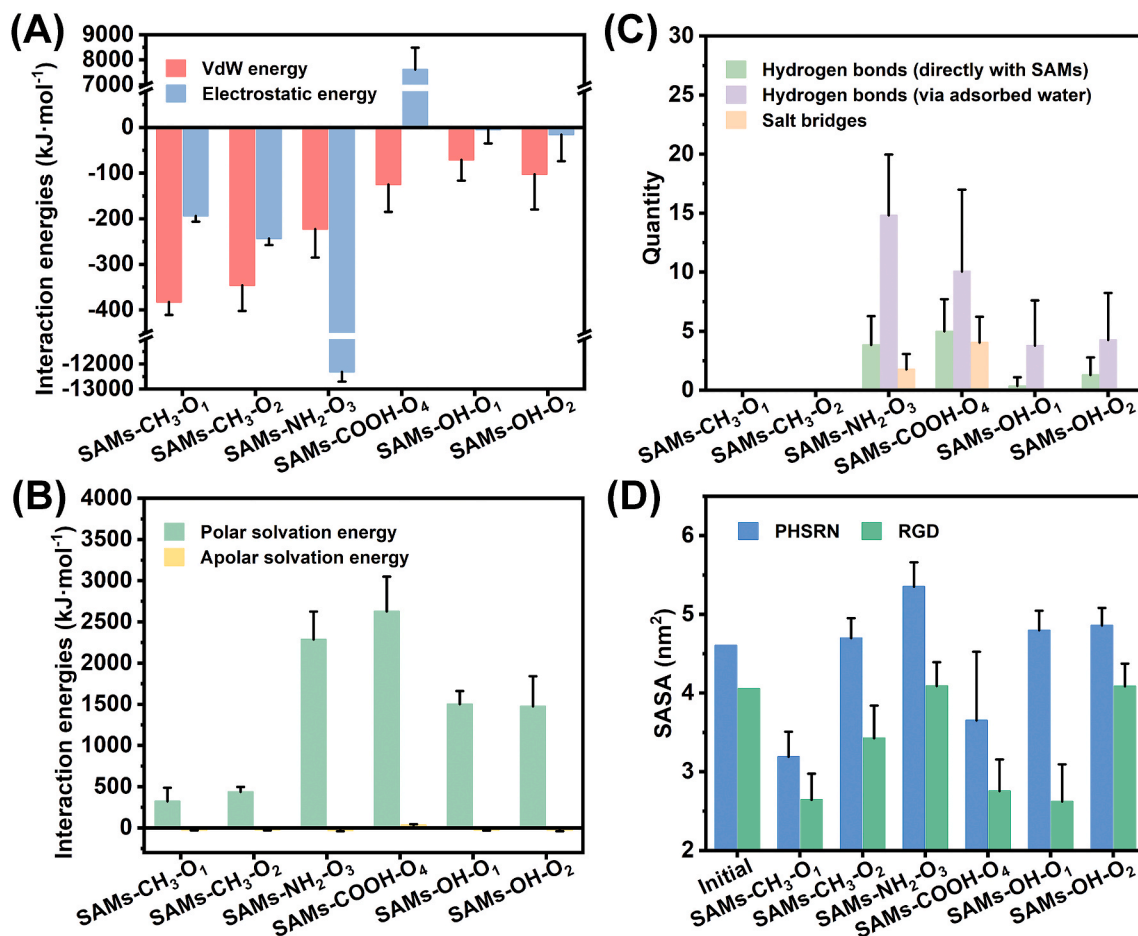 (A)
Interaction energies (kJ·mol⁻¹)
9000
8000
7000
0
-100
-200
-300
-400
-12000
-13000
VdW energy
Electrostatic energy
SAMs-CH₃-O₁
SAMs-CH₃-O₂
SAMs-NH₂-O₃
SAMs-COOH-O₄
SAMs-OH-O₁
SAMs-OH-O₂
(C)
Quantity
30
25
20
15
10
5
0
Hydrogen bonds (directly with SAMs)
Hydrogen bonds (via adsorbed water)
Salt bridges
SAMs-CH₃-O₁
SAMs-CH₃-O₂
SAMs-NH₂-O₃
SAMs-COOH-O₄
SAMs-OH-O₁
SAMs-OH-O₂
(B)
Interaction energies (kJ·mol⁻¹)
4000
3500
3000
2500
2000
1500
1000
500
0
Polar solvation energy
Apolar solvation energy
SAMs-CH₃-O₁
SAMs-CH₃-O₂
SAMs-NH₂-O₃
SAMs-COOH-O₄
SAMs-OH-O₁
SAMs-OH-O₂
(D)
SASA (nm²)
6
5
4
3
2
PHSRN
RGD
Initial
SAMs-CH₃-O₁
SAMs-CH₃-O₂
SAMs-NH₂-O₃
SAMs-COOH-O₄
SAMs-OH-O₁
SAMs-OH-O₂